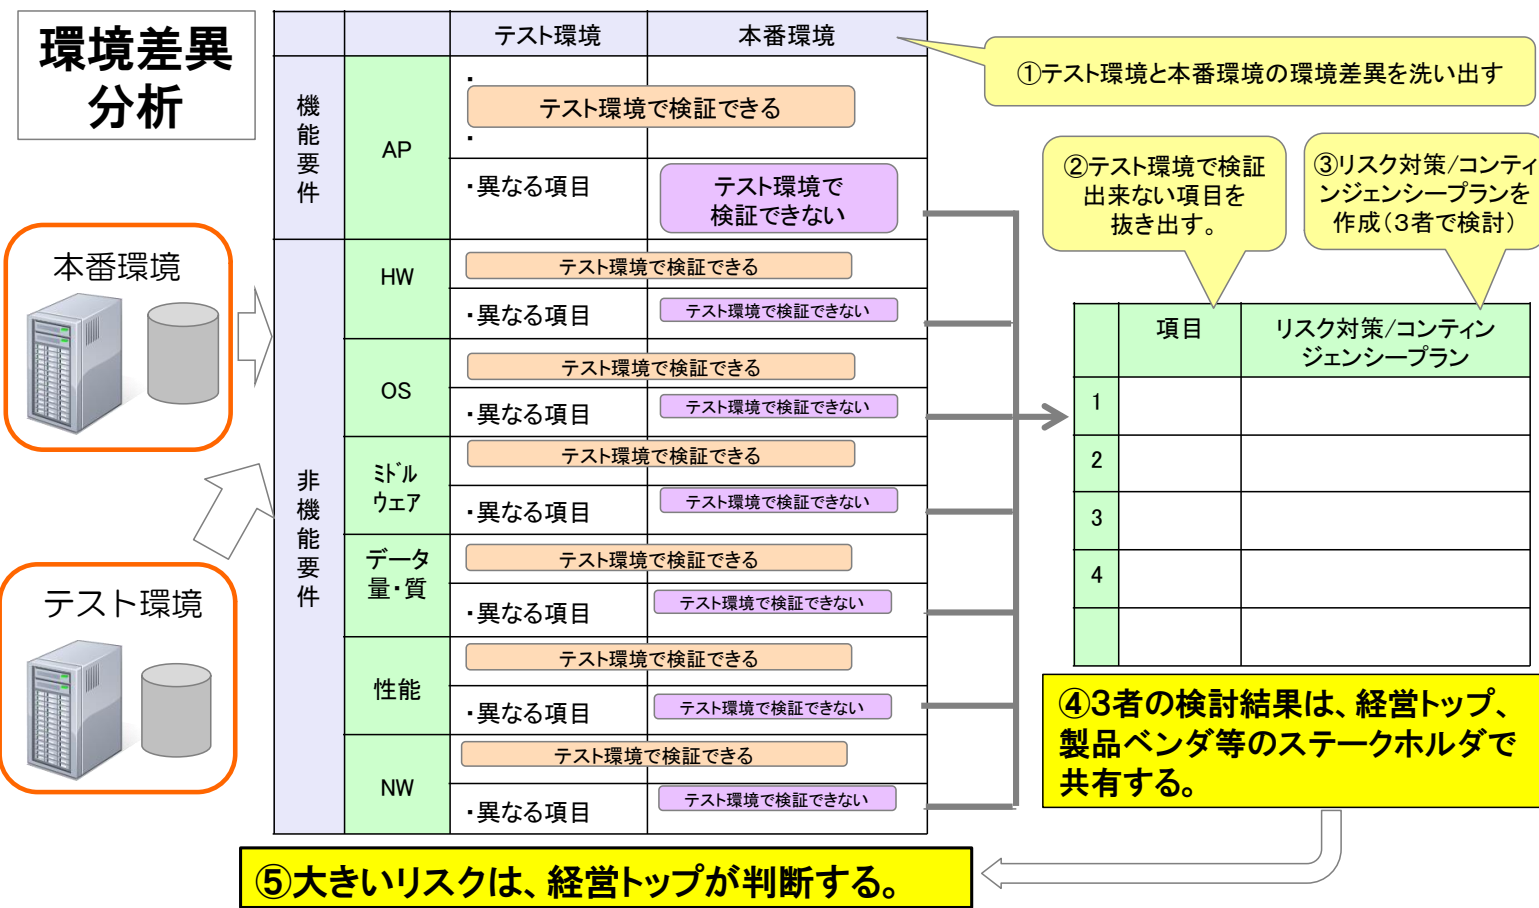 環境差異
分析
テスト環境
本番環境
①テスト環境と本番環境の環境差異を洗い出す
機能要件
AP
・
テスト環境で検証できる
・
・異なる項目
テスト環境で
検証できない
②テスト環境で検証
出来ない項目を
抜き出す。
③リスク対策/コンティ
ンジェンシープランを
作成(3者で検討)
本番環境
テスト環境
非機能要件
HW
テスト環境で検証できる
・異なる項目
テスト環境で検証できない
OS
テスト環境で検証できる
・異なる項目
テスト環境で検証できない
ﾐﾄﾞﾙ
ウェア
テスト環境で検証できる
・異なる項目
テスト環境で検証できない
データ
量・質
テスト環境で検証できる
・異なる項目
テスト環境で検証できない
性能
テスト環境で検証できる
・異なる項目
テスト環境で検証できない
NW
テスト環境で検証できる
・異なる項目
テスト環境で検証できない
項目
リスク対策/コンティン
ジェンシープラン
1
2
3
4
④3者の検討結果は、経営トップ、
製品ベンダ等のステークホルダで
共有する。
⑤大きいリスクは、経営トップが判断する。